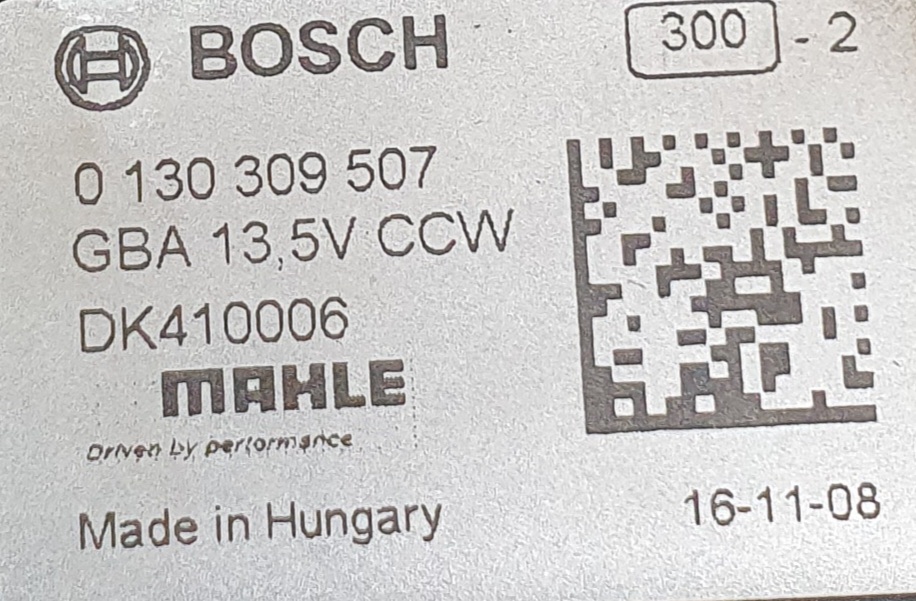 BOSCH 300 - 2
0 130 309 507
GBA 13,5V CCW
DK410006
MAHLE
Driven by performance
Made in Hungary 16-11-08